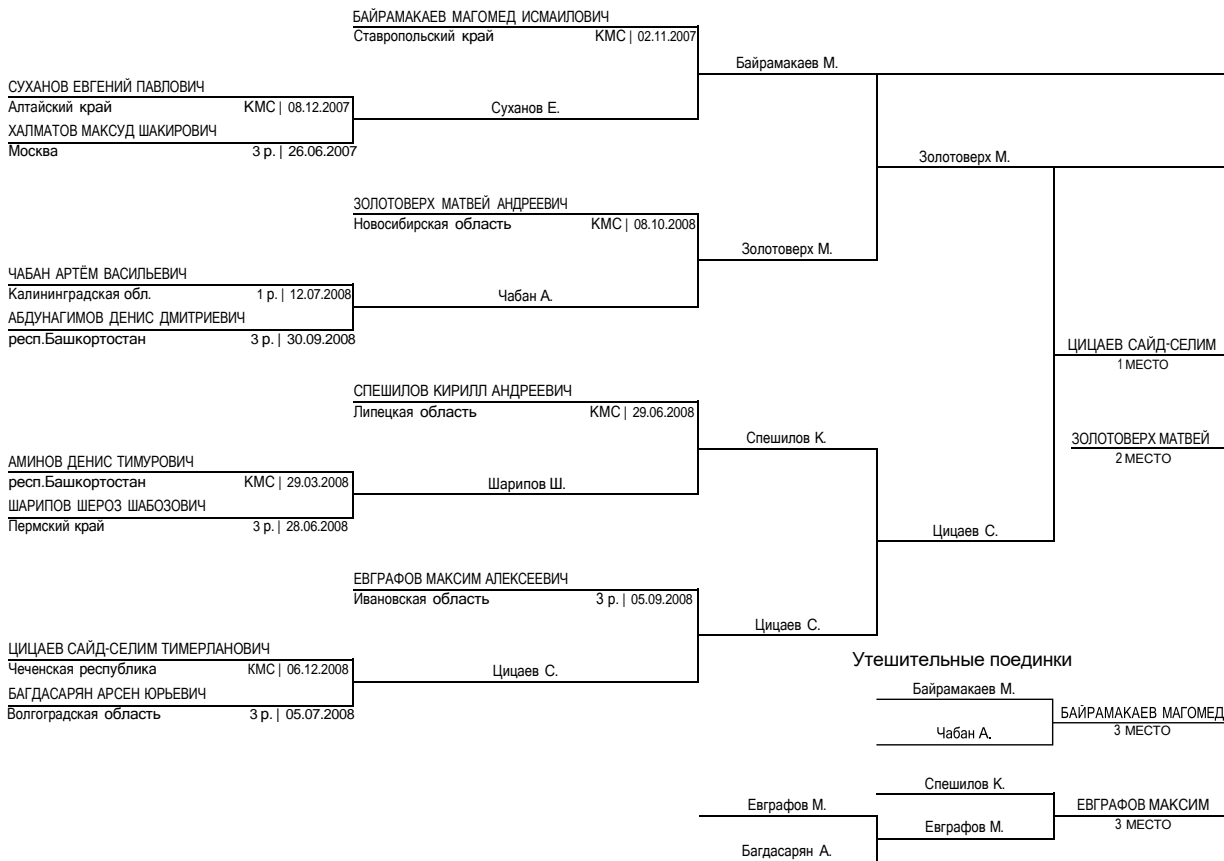 БАЙРАМАКАЕВ МАГОМЕД ИСМАИЛОВИЧ
Ставропольский край КМС | 02.11.2007
Байрамакаев М.
СУХАНОВ ЕВГЕНИЙ ПАВЛОВИЧ
Алтайский край КМС | 08.12.2007
Суханов Е.
ХАЛМАТОВ МАКСУД ШАКИРОВИЧ
Москва 3 р. | 26.06.2007
Золотоверх М.
ЗОЛОТОВЕРХ МАТВЕЙ АНДРЕЕВИЧ
Новосибирская область КМС | 08.10.2008
Золотоверх М.
ЧАБАН АРТЁМ ВАСИЛЬЕВИЧ
Калининградская обл. 1 р. | 12.07.2008
Чабан А.
АБДУНАГИМОВ ДЕНИС ДМИТРИЕВИЧ
респ.Башкортостан 3 р. | 30.09.2008
ЦИЦАЕВ САЙД-СЕЛИМ
1 МЕСТО
СПЕШИЛОВ КИРИЛЛ АНДРЕЕВИЧ
Липецкая область КМС | 29.06.2008
Спешилов К.
ЗОЛОТОВЕРХ МАТВЕЙ
2 МЕСТО
АМИНОВ ДЕНИС ТИМУРОВИЧ
респ.Башкортостан КМС | 29.03.2008
Шарипов Ш.
ШАРИПОВ ШЕРОЗ ШАБОЗОВИЧ
Пермский край 3 р. | 28.06.2008
Цицаев С.
ЕВГРАФОВ МАКСИМ АЛЕКСЕЕВИЧ
Ивановская область 3 р. | 05.09.2008
Цицаев С.
ЦИЦАЕВ САЙД-СЕЛИМ ТИМЕРЛАНОВИЧ
Чеченская республика КМС | 06.12.2008
Цицаев С.
БАГДАСАРЯН АРСЕН ЮРЬЕВИЧ
Волгоградская область 3 р. | 05.07.2008
Утешительные поединки
Байрамакаев М.
БАЙРАМАКАЕВ МАГОМЕД
3 МЕСТО
Чабан А.
Спешилов К.
Евграфов М.
ЕВГРАФОВ МАКСИМ
3 МЕСТО
Евграфов М.
Багдасарян А.